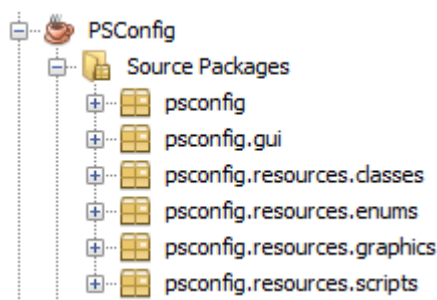 PSConfig
Source Packages
psconfig
psconfig.gui
psconfig.resources.classes
psconfig.resources.enums
psconfig.resources.graphics
psconfig.resources.scripts